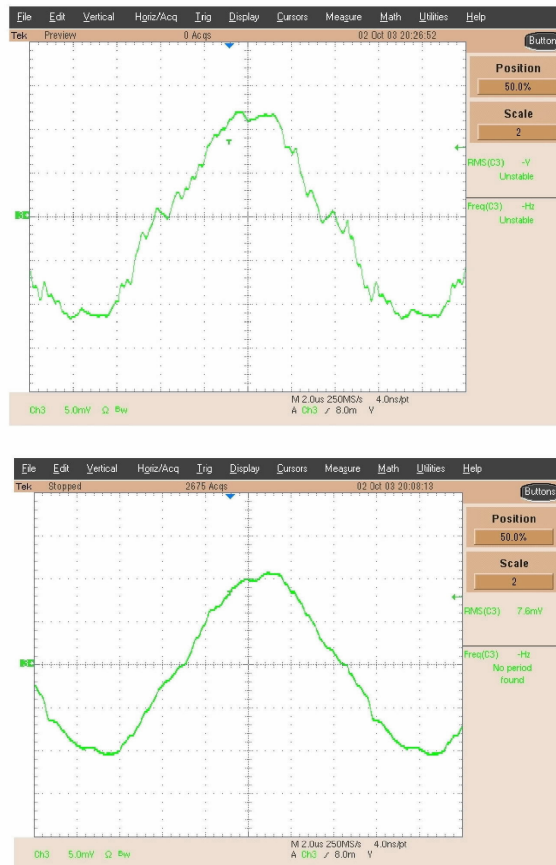 File Edit Vertical Horiz/Acq Trig Display Cursors Measure Math Utilities Help
Tek Preview 0 Acqs 02 Oct 03 20:26:52
Button
Position
50.0%
Scale
2
RMS(C3) -V
Unstable
Freq(C3) -Hz
Unstable
T
M 2.0us 250MS/s 4.0ns/pt
Ch3 5.0mV Ω Bw
A Ch3 / 8.0m V
File Edit Vertical Horiz/Acq Trig Display Cursors Measure Math Utilities Help
Tek Stopped 2675 Acqs 02 Oct 03 20:08:13
Buttons
Position
50.0%
Scale
2
RMS(C3) 7.6mV
Freq(C3) -Hz
No period
found
M 2.0us 250MS/s 4.0ns/pt
Ch3 5.0mV Ω Bw
A Ch3 / 8.0m V